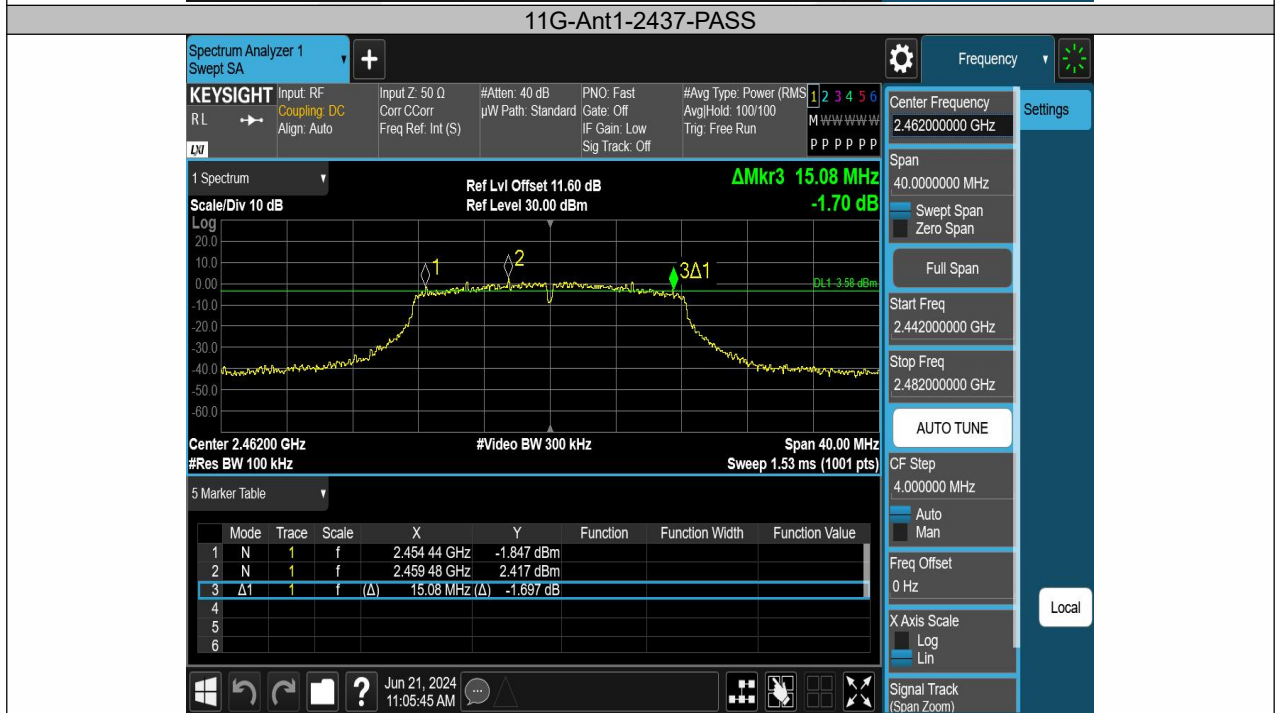 11G-Ant1-2437-PASS
Spectrum Analyzer 1
Swept SA
+
Frequency
KEYSIGHT
RL
LXI
Input: RF
Coupling: DC
Align: Auto
Input Z: 50 Ω
Corr CCorr
Freq Ref: Int (S)
#Atten: 40 dB
µW Path: Standard
PNO: Fast
Gate: Off
IF Gain: Low
Sig Track: Off
#Avg Type: Power (RMS
Avg|Hold: 100/100
Trig: Free Run
1 2 3 4 5 6
M W W W W W
P P P P P P
1 Spectrum
Scale/Div 10 dB
Ref Lvl Offset 11.60 dB
Ref Level 30.00 dBm
ΔMkr3 15.08 MHz
-1.70 dB
Log
20.0
10.0
0.00
-10.0
-20.0
-30.0
-40.0
-50.0
-60.0
1
2
3Δ1
DL1 -3.58 dBm
Center 2.46200 GHz
#Video BW 300 kHz
Span 40.00 MHz
#Res BW 100 kHz
Sweep 1.53 ms (1001 pts)
5 Marker Table
Mode Trace Scale X Y Function Function Width Function Value
1 N 1 f 2.454 44 GHz -1.847 dBm
2 N 1 f 2.459 48 GHz 2.417 dBm
3 Δ1 1 f (Δ) 15.08 MHz (Δ) -1.697 dB
4
5
6
Jun 21, 2024
11:05:45 AM
Center Frequency
2.462000000 GHz
Settings
Span
40.0000000 MHz
Swept Span
Zero Span
Full Span
Start Freq
2.442000000 GHz
Stop Freq
2.482000000 GHz
AUTO TUNE
CF Step
4.000000 MHz
Auto
Man
Freq Offset
0 Hz
Local
X Axis Scale
Log
Lin
Signal Track
(Span Zoom)